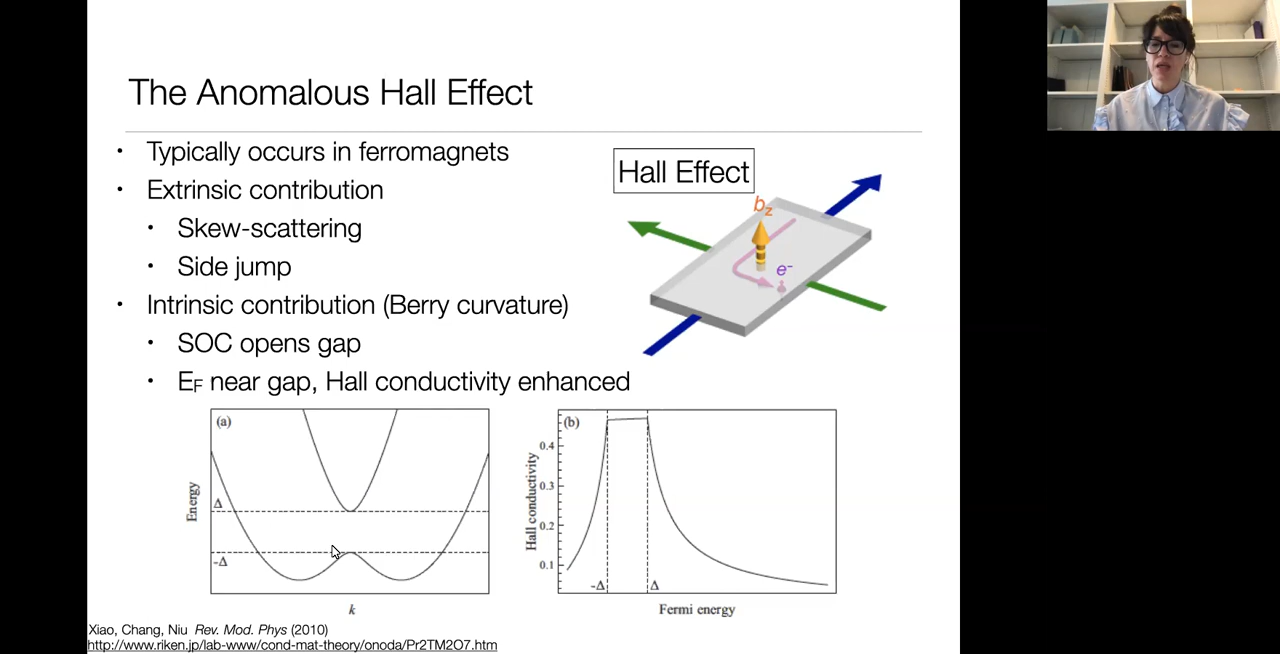 The Anomalous Hall Effect
• Typically occurs in ferromagnets
• Extrinsic contribution
• Skew-scattering
• Side jump
• Intrinsic contribution (Berry curvature)
• SOC opens gap
• EF near gap, Hall conductivity enhanced
Hall Effect
bz
e-
(a)
Energy
Δ
-Δ
k
(b)
Hall conductivity
0.4
0.3
0.2
0.1
-Δ
Δ
Fermi energy
Xiao, Chang, Niu Rev. Mod. Phys (2010)
http://www.riken.jp/lab-www/cond-mat-theory/onoda/Pr2TM2O7.htm